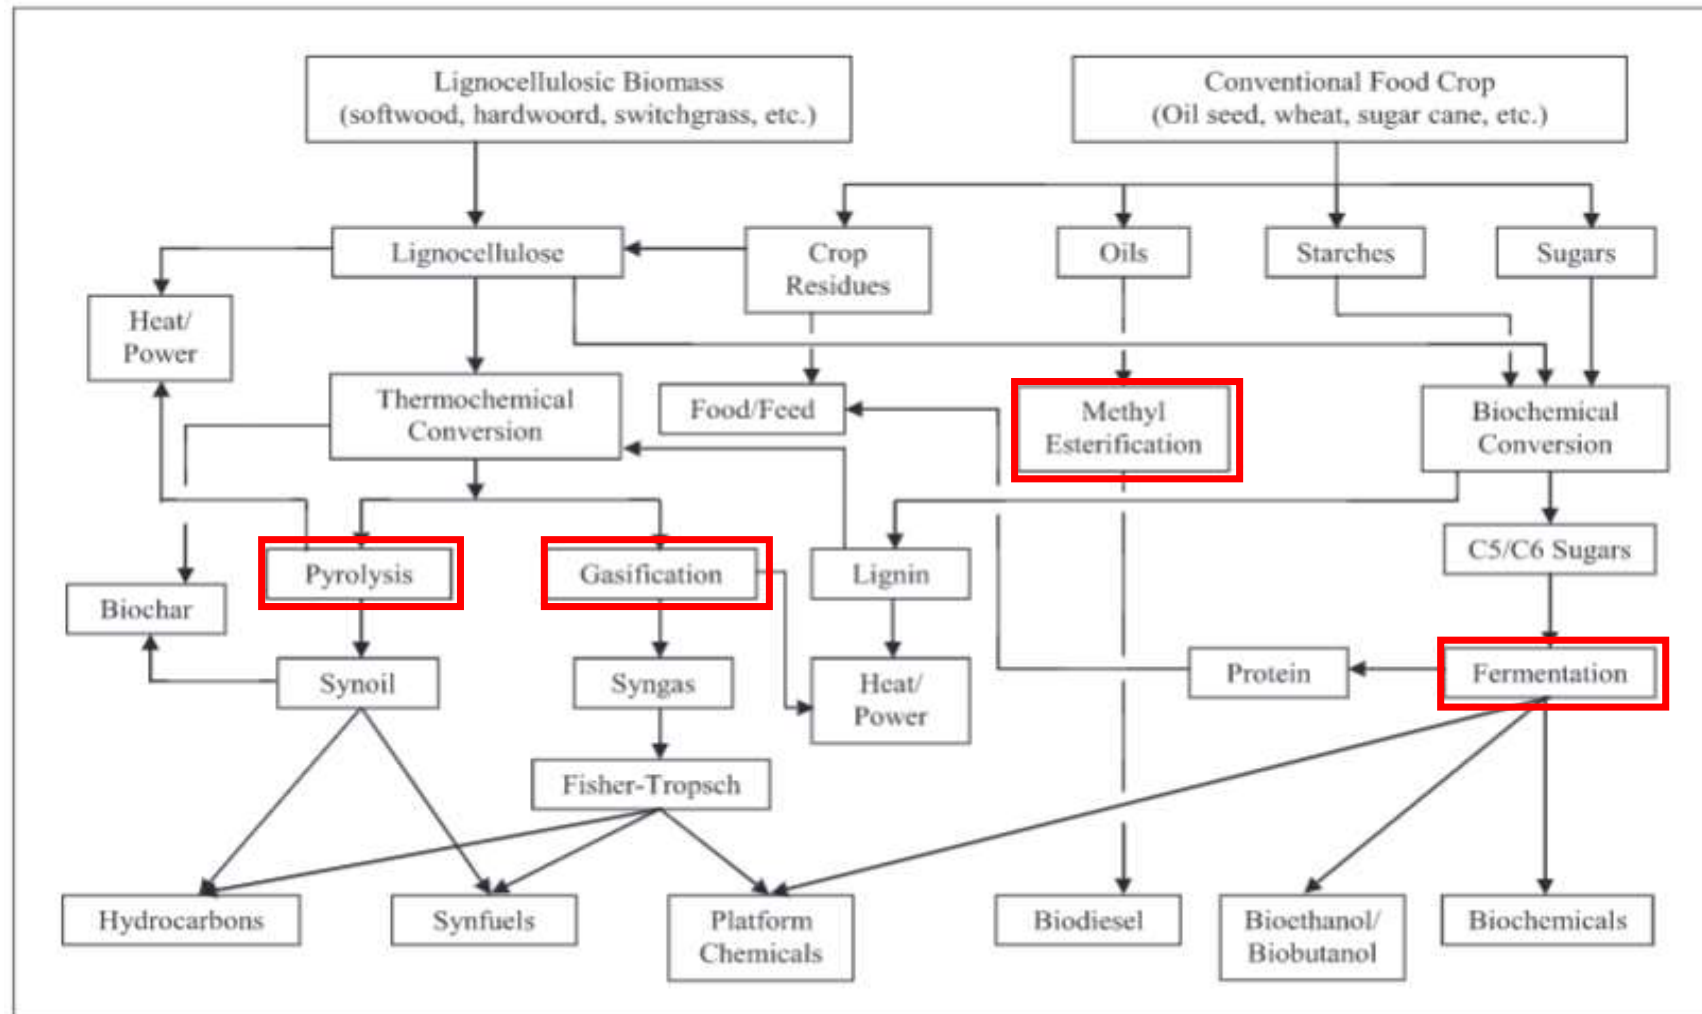 Lignocellulosic Biomass
(softwood, hardwoord, switchgrass, etc.)
Conventional Food Crop
(Oil seed, wheat, sugar cane, etc.)
Lignocellulose
Crop
Residues
Oils
Starches
Sugars
Heat/
Power
Thermochemical
Conversion
Food/Feed
Methyl
Esterification
Biochemical
Conversion
C5/C6 Sugars
Pyrolysis
Gasification
Lignin
Biochar
Synoil
Syngas
Heat/
Power
Protein
Fermentation
Fisher-Tropsch
Hydrocarbons
Synfuels
Platform
Chemicals
Biodiesel
Bioethanol/
Biobutanol
Biochemicals